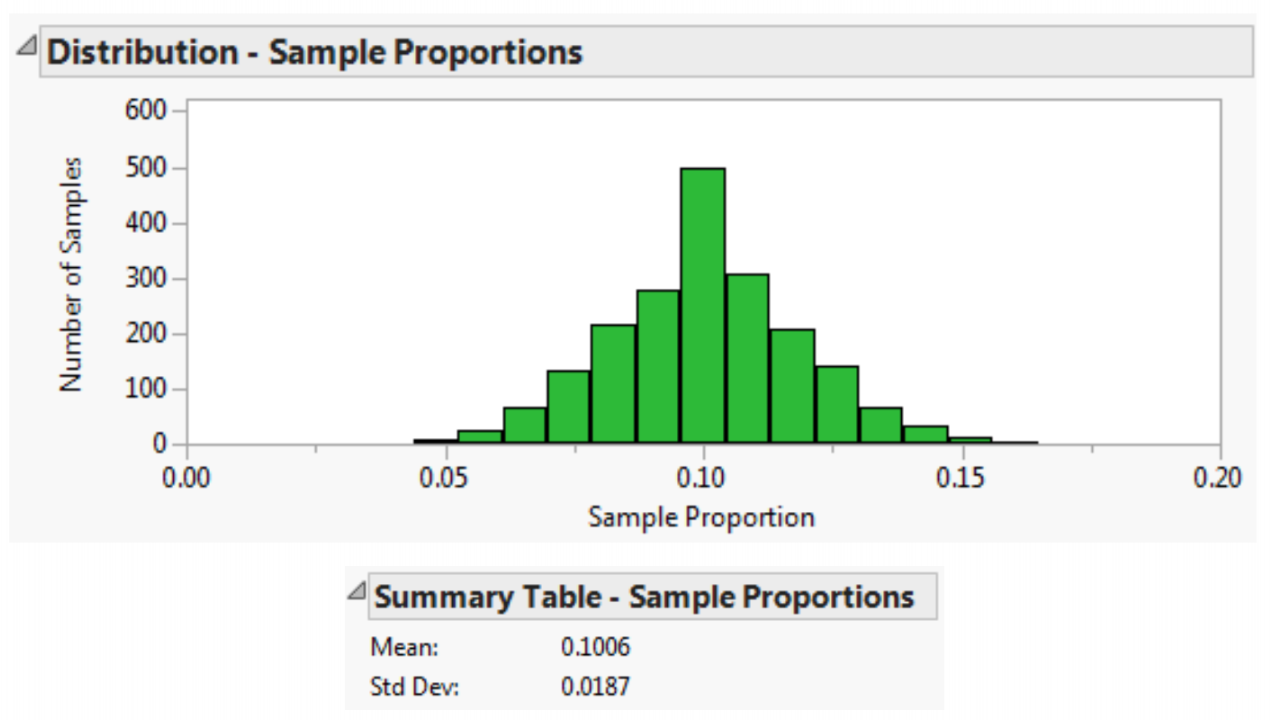 Distribution - Sample Proportions
600
500
400
300
200
100
0
Number of Samples
0.00 0.05 0.10 0.15 0.20
Sample Proportion
Summary Table - Sample Proportions
Mean: 0.1006
Std Dev: 0.0187